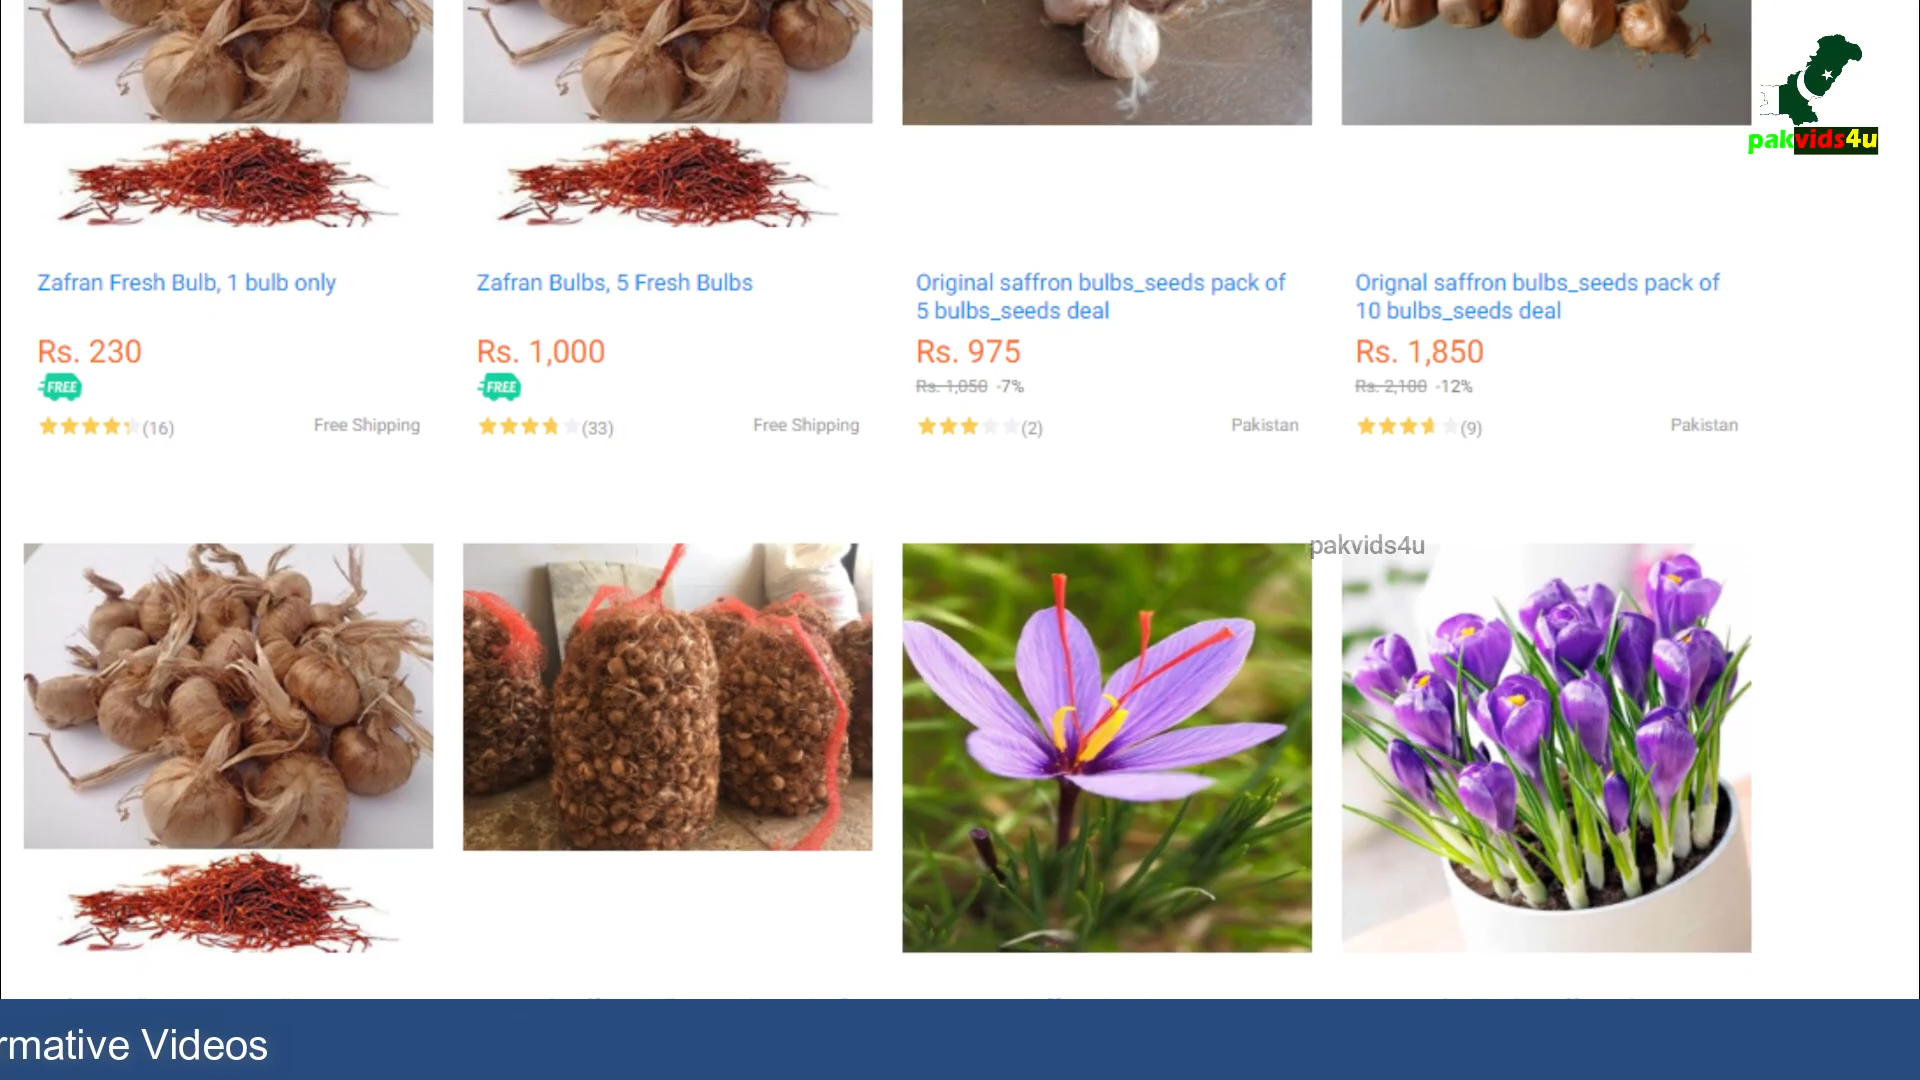 pakvids4u
Zafran Fresh Bulb, 1 bulb only
Rs. 230
FREE
(16)
Free Shipping
Zafran Bulbs, 5 Fresh Bulbs
Rs. 1,000
FREE
(33)
Free Shipping
Original saffron bulbs_seeds pack of
5 bulbs_seeds deal
Rs. 975
Rs. 1,050 -7%
(2)
Pakistan
Orignal saffron bulbs_seeds pack of
10 bulbs_seeds deal
Rs. 1,850
Rs. 2,100 -12%
(9)
Pakistan
pakvids4u
rmative Videos